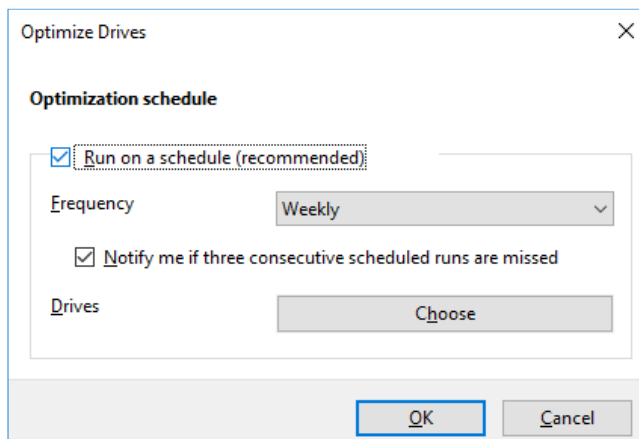 Optimize Drives
Optimization schedule
Run on a schedule (recommended)
Frequency
Weekly
Notify me if three consecutive scheduled runs are missed
Drives
Choose
OK
Cancel